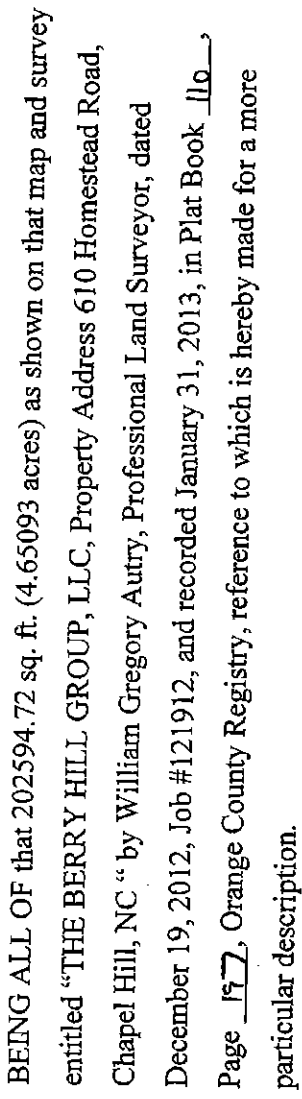 BEING ALL OF that 202594.72 sq. ft. (4.65093 acres) as shown on that map and survey
entitled “THE BERRY HILL GROUP, LLC, Property Address 610 Homestead Road,
Chapel Hill, NC “ by William Gregory Autry, Professional Land Surveyor, dated
December 19, 2012, Job #121912, and recorded January 31, 2013, in Plat Book 110,
Page , Orange County Registry, reference to which is hereby made for a more
particular description.